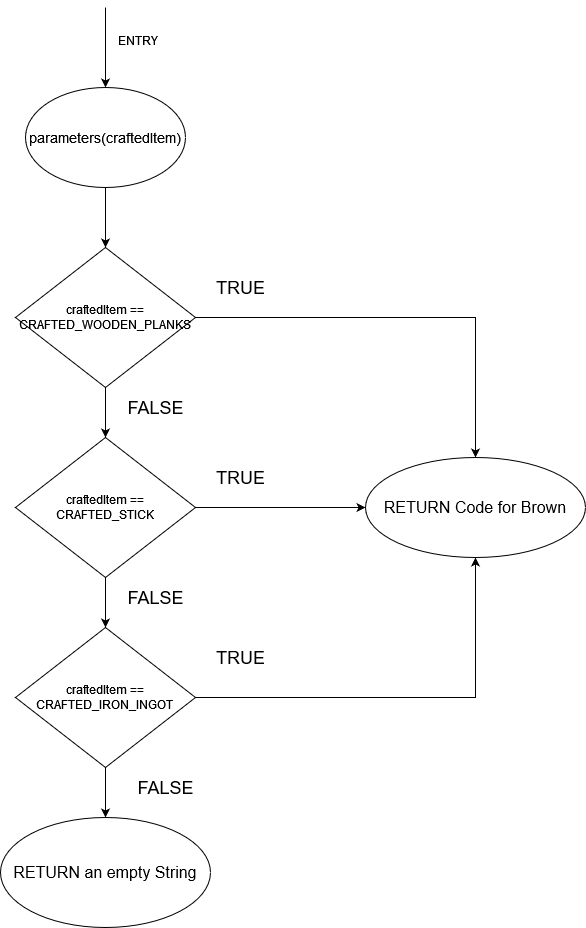 ENTRY
parameters(craftedItem)
craftedItem ==
CRAFTED_WOODEN_PLANKS
TRUE
FALSE
craftedItem ==
CRAFTED_STICK
TRUE
RETURN Code for Brown
FALSE
craftedItem ==
CRAFTED_IRON_INGOT
TRUE
FALSE
RETURN an empty String